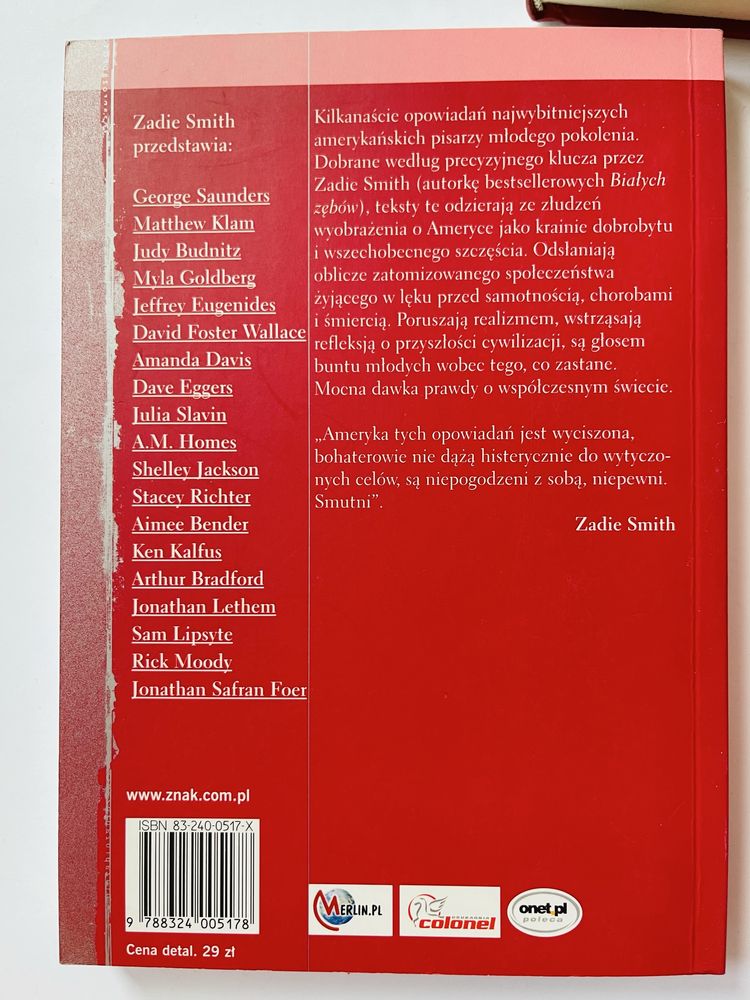 Zadie Smith
przedstawia:
George Saunders
Matthew Klam
Judy Budnitz
Myla Goldberg
Jeffrey Eugenides
David Foster Wallace
Amanda Davis
Dave Eggers
Julia Slavin
A.M. Homes
Shelley Jackson
Stacey Richter
Aimee Bender
Ken Kalfus
Arthur Bradford
Jonathan Lethem
Sam Lipsyte
Rick Moody
Jonathan Safran Foer
Kilkanaście opowiadań najwybitniejszych
amerykańskich pisarzy młodego pokolenia.
Dobrane według precyzyjnego klucza przez
Zadie Smith (autorkę bestsellerowych Białych
zębów), teksty te odzierają ze złudzeń
wyobrażenia o Ameryce jako krainie dobrobytu
i wszechobecnego szczęścia. Odsłaniają
oblicze zatomizowanego społeczeństwa
żyjącego w lęku przed samotnością, chorobami
i śmiercią. Poruszają realizmem, wstrząsają
refleksją o przyszłości cywilizacji, są głosem
buntu młodych wobec tego, co zastane.
Mocna dawka prawdy o współczesnym świecie.
„Ameryka tych opowiadań jest wyciszona,
bohaterowie nie dążą histerycznie do wytyczo-
nych celów, są niepogodzeni z sobą, niepewni.
Smutni”.
Zadie Smith
www.znak.com.pl
ISBN 83-240-0517-X
9 788324 005178
Cena detal. 29 zł
MERLIN.PL
colonel
onet.pl
poleca